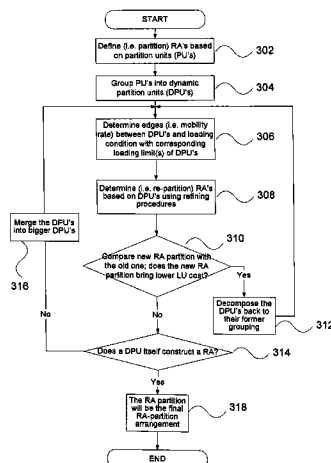 START
Define (i.e. partition) RA's based
on partition units (PU's)
302
Group PU's into dynamic
partition units (DPU's)
304
Determine edges (i.e. mobility
rate) between DPU's and loading
condition with corresponding
loading limit(s) of DPU's
306
Determine (i.e. re-partition) RA's
based on DPU's using refining
procedures
308
310
Compare new RA partition
with the old one; does the new RA
partition bring lower LU cost?
Yes
No
Merge the DPU's
into bigger DPU's
316
Decompose the
DPU's back to
their former
grouping
312
No
Does a DPU itself construct a RA?
314
Yes
The RA partition
will be the final
RA-partition
arrangement
318
END